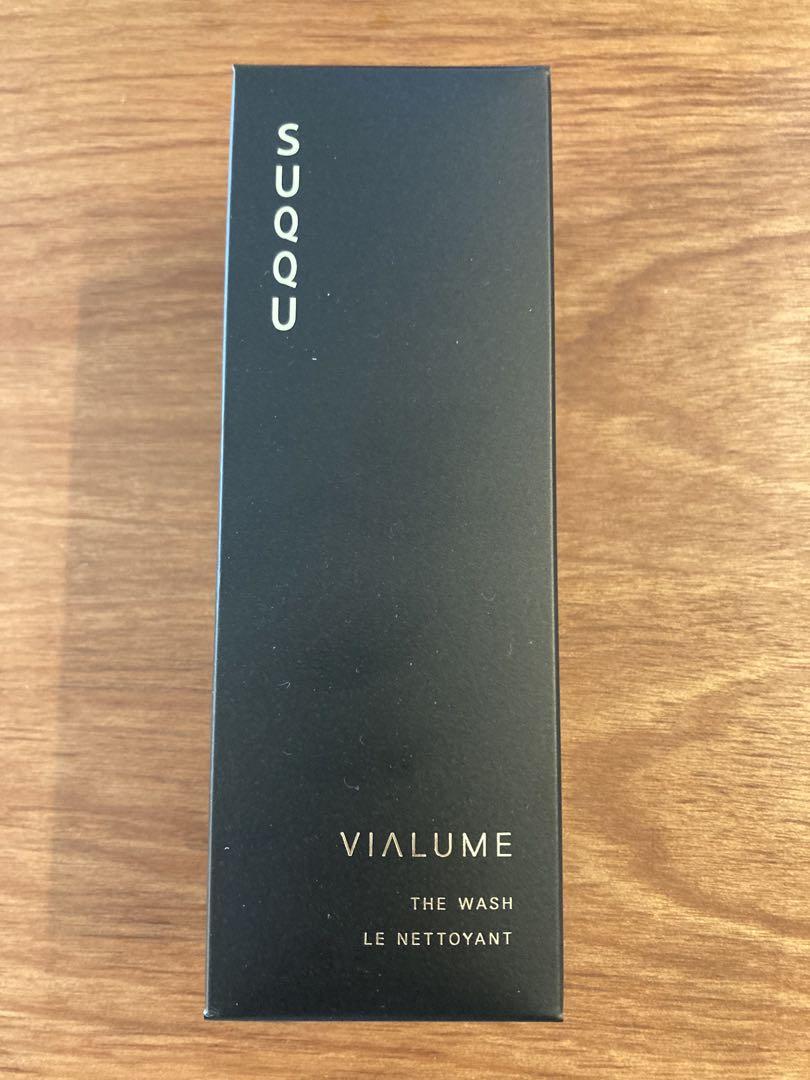 SUQQU
VIALUME
THE WASH
LE NETTOYANT